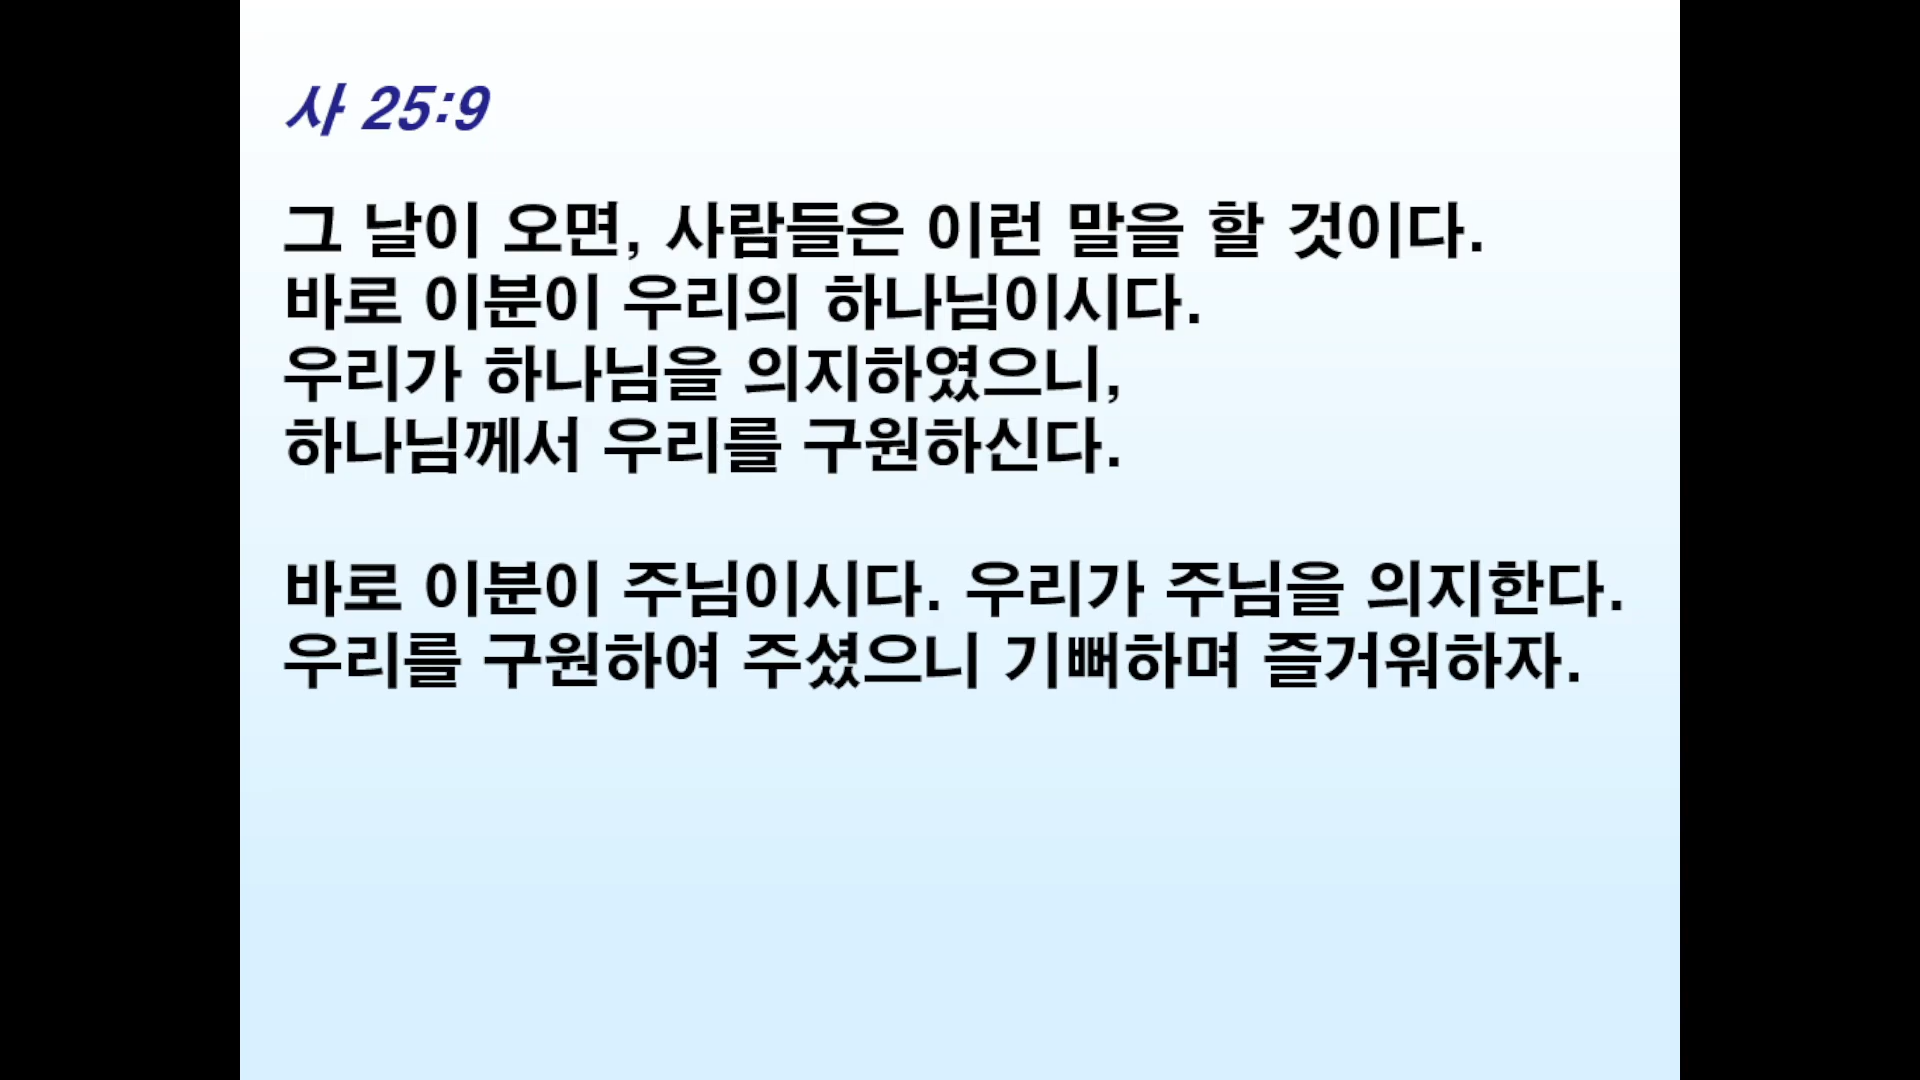 사 25:9
그 날이 오면, 사람들은 이런 말을 할 것이다.
바로 이분이 우리의 하나님이시다.
우리가 하나님을 의지하였으니,
하나님께서 우리를 구원하신다.
바로 이분이 주님이시다. 우리가 주님을 의지한다.
우리를 구원하여 주셨으니 기뻐하며 즐거워하자.